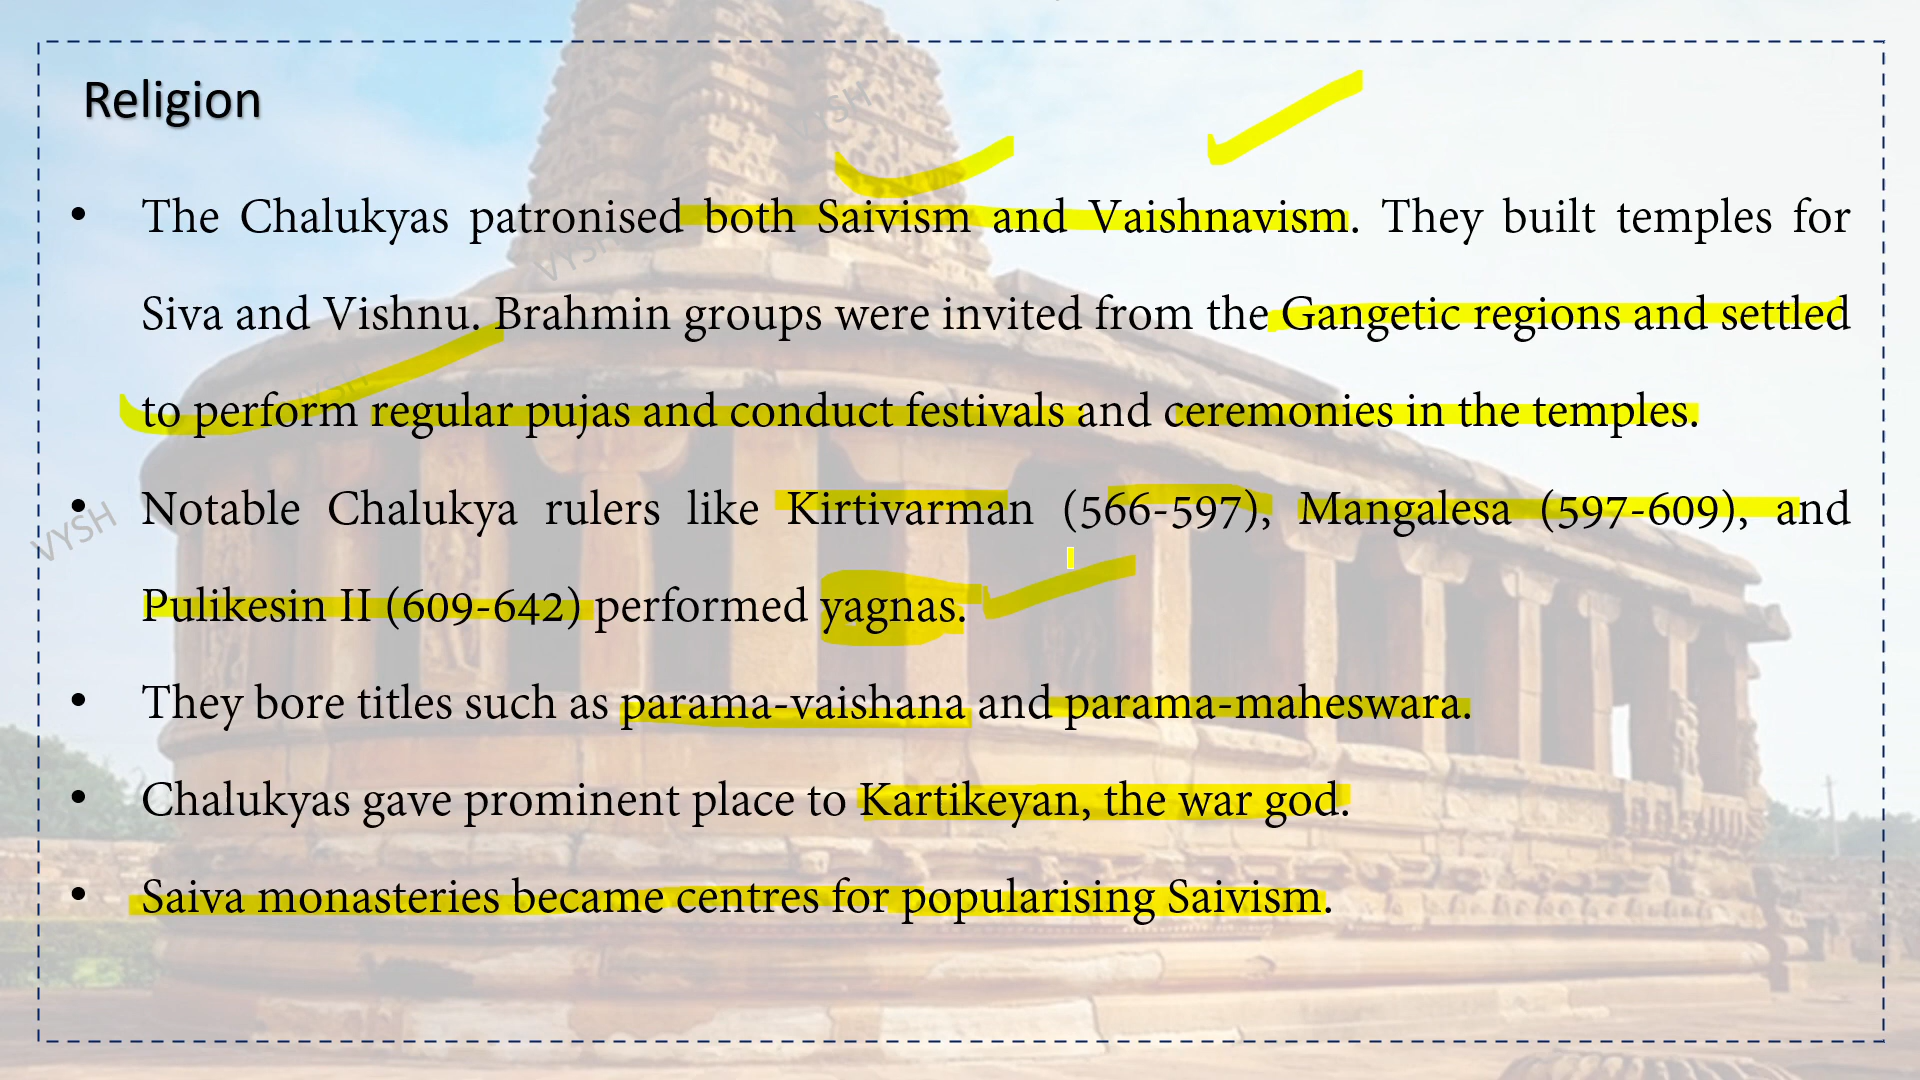 Religion
VYSH
• The Chalukyas patronised both Saivism and Vaishnavism. They built temples for
VYSH
Siva and Vishnu. Brahmin groups were invited from the Gangetic regions and settled
VYSH
to perform regular pujas and conduct festivals and ceremonies in the temples.
• Notable Chalukya rulers like Kirtivarman (566-597), Mangalesa (597-609), and
VYSH
Pulikesin II (609-642) performed yagnas.
• They bore titles such as parama-vaishana and parama-maheswara.
• Chalukyas gave prominent place to Kartikeyan, the war god.
• Saiva monasteries became centres for popularising Saivism.